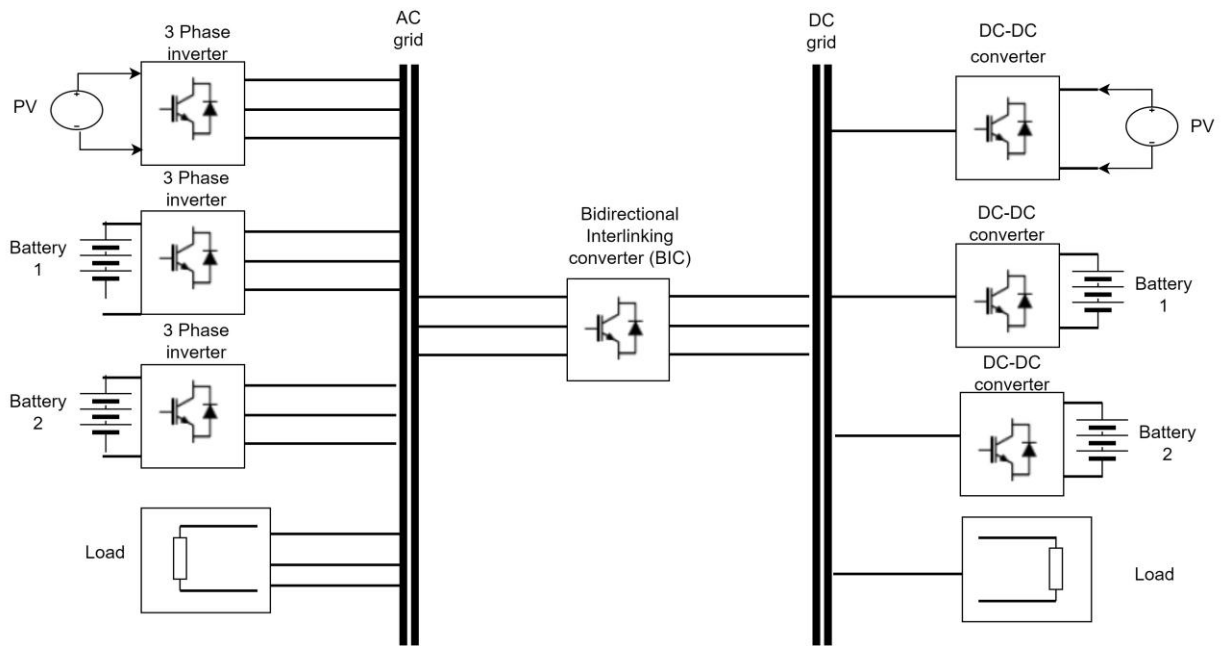 3 Phase
inverter
PV
3 Phase
inverter
Battery
1
3 Phase
inverter
Battery
2
Load
AC
grid
Bidirectional
Interlinking
converter (BIC)
DC
grid
DC-DC
converter
PV
DC-DC
converter
Battery
1
DC-DC
converter
Battery
2
Load